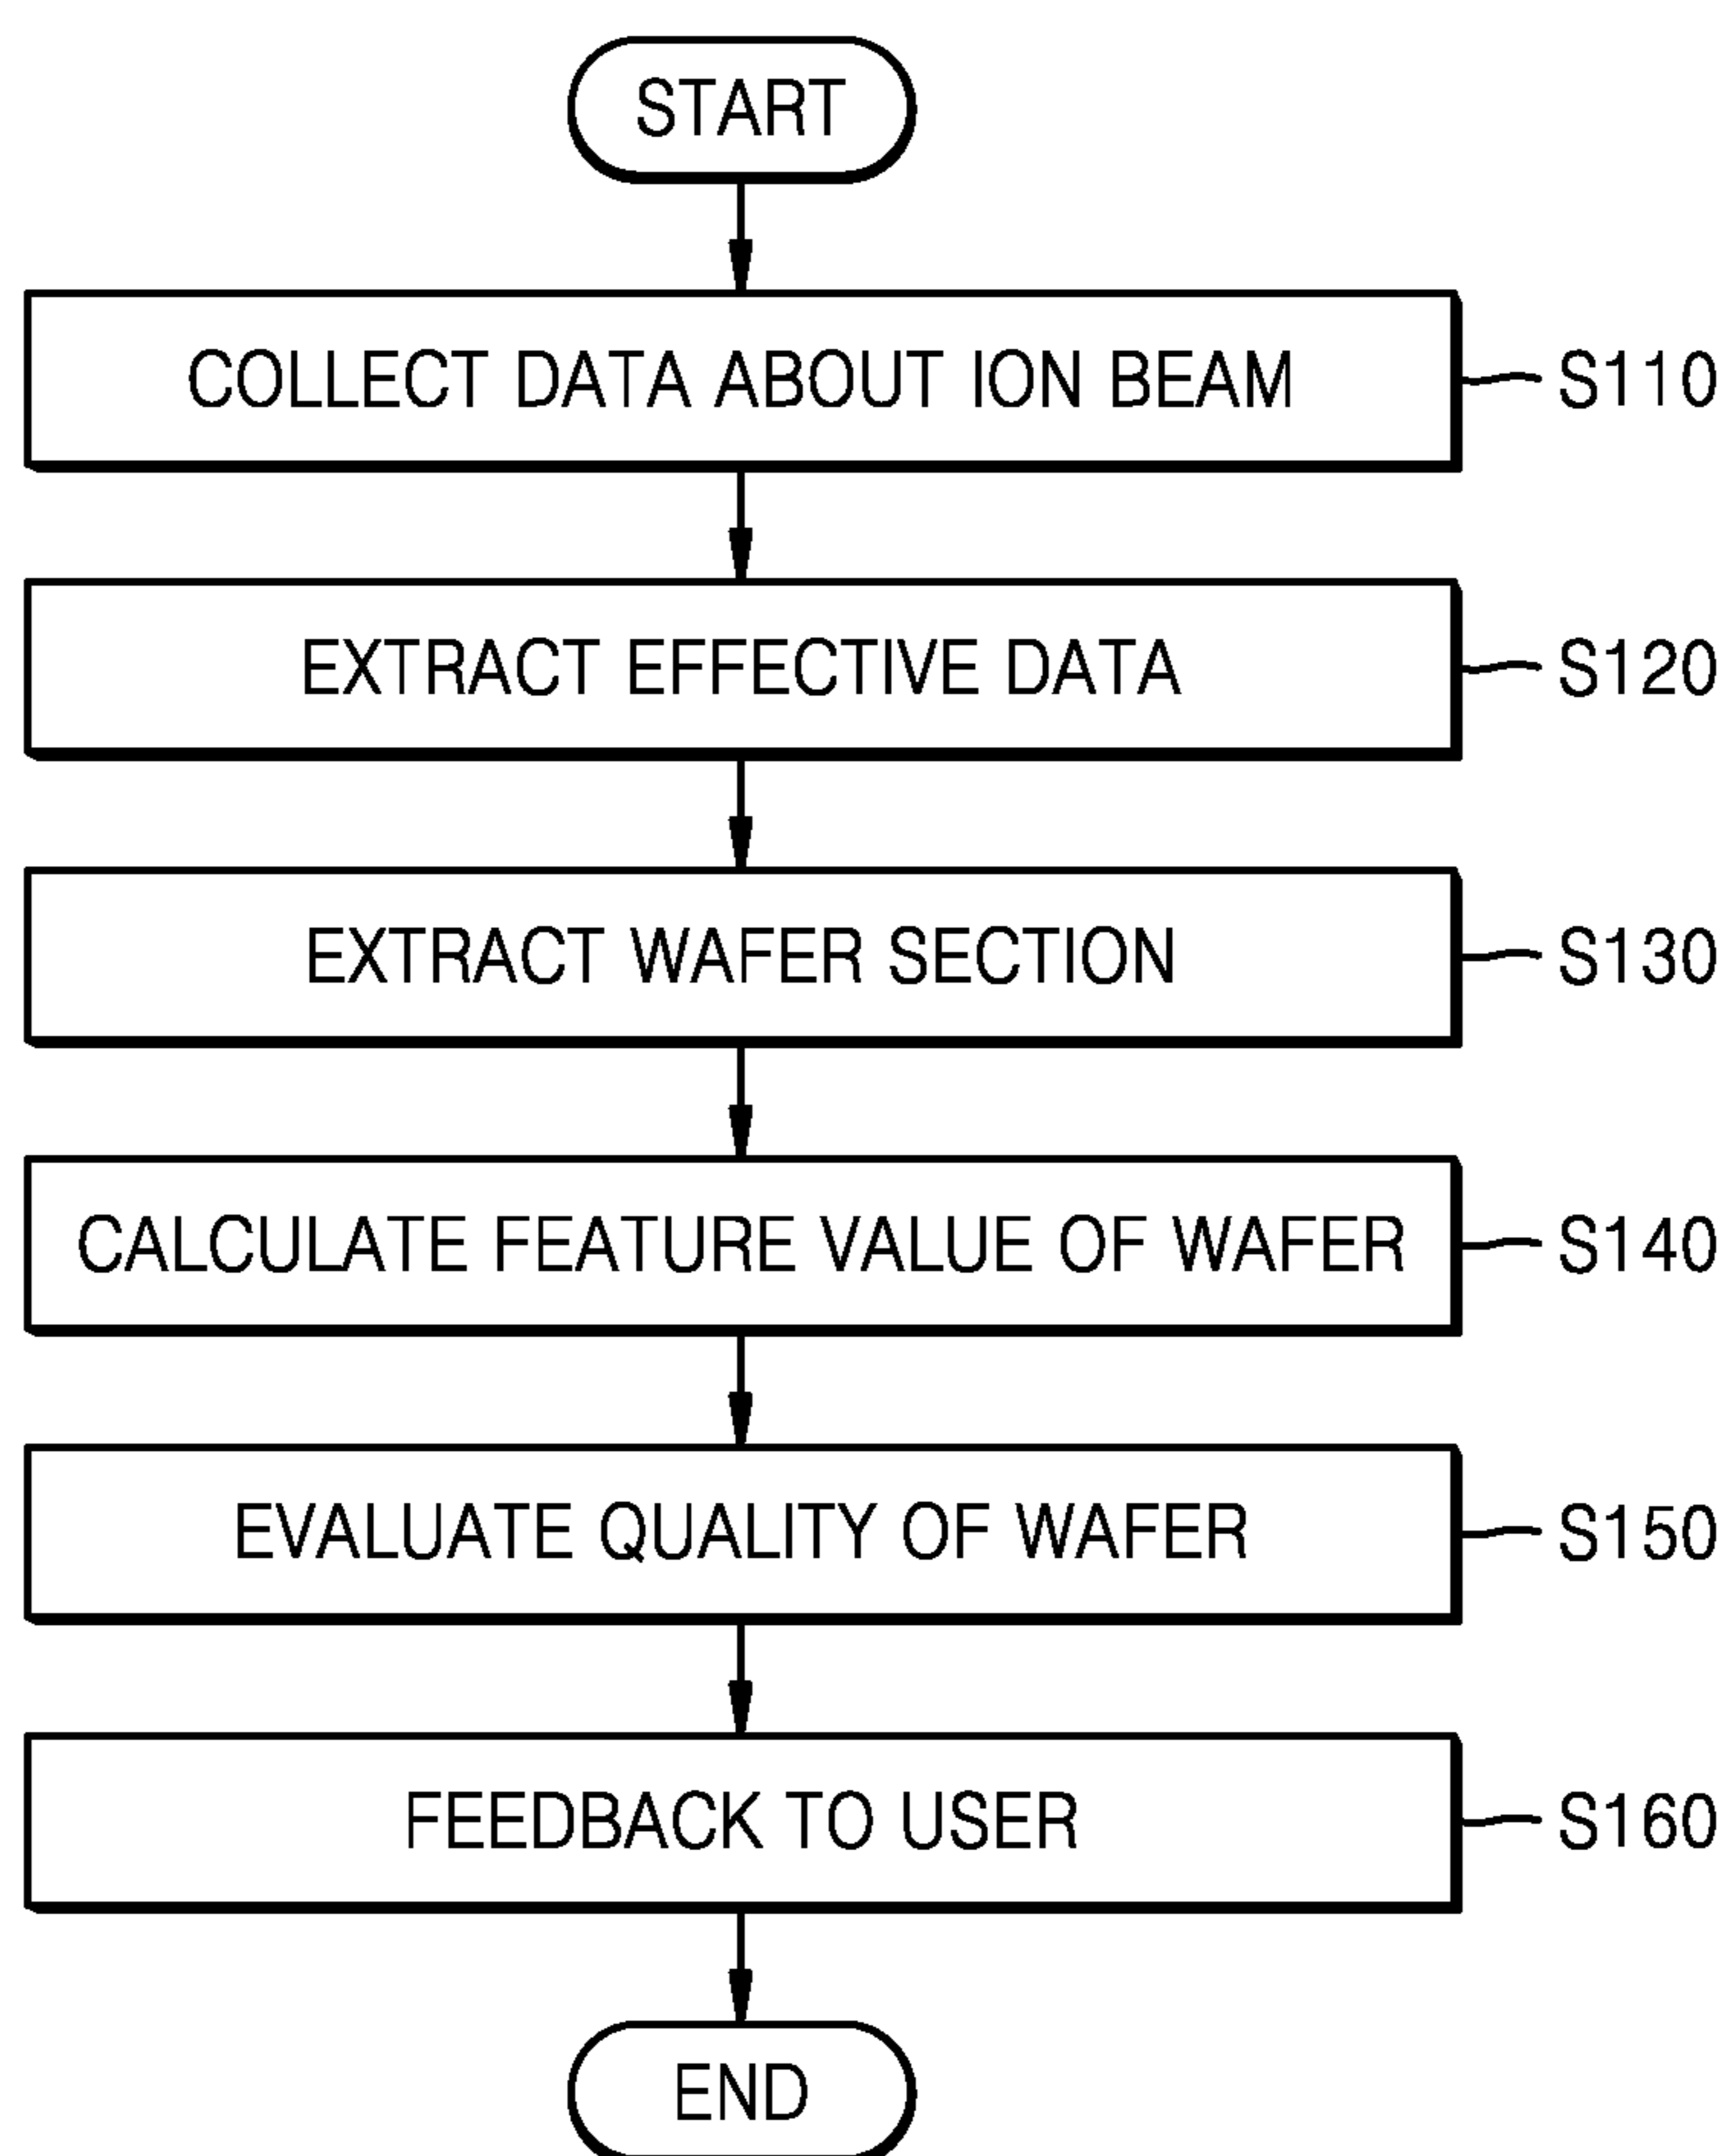 START
COLLECT DATA ABOUT ION BEAM
S110
EXTRACT EFFECTIVE DATA
S120
EXTRACT WAFER SECTION
S130
CALCULATE FEATURE VALUE OF WAFER
S140
EVALUATE QUALITY OF WAFER
S150
FEEDBACK TO USER
S160
END